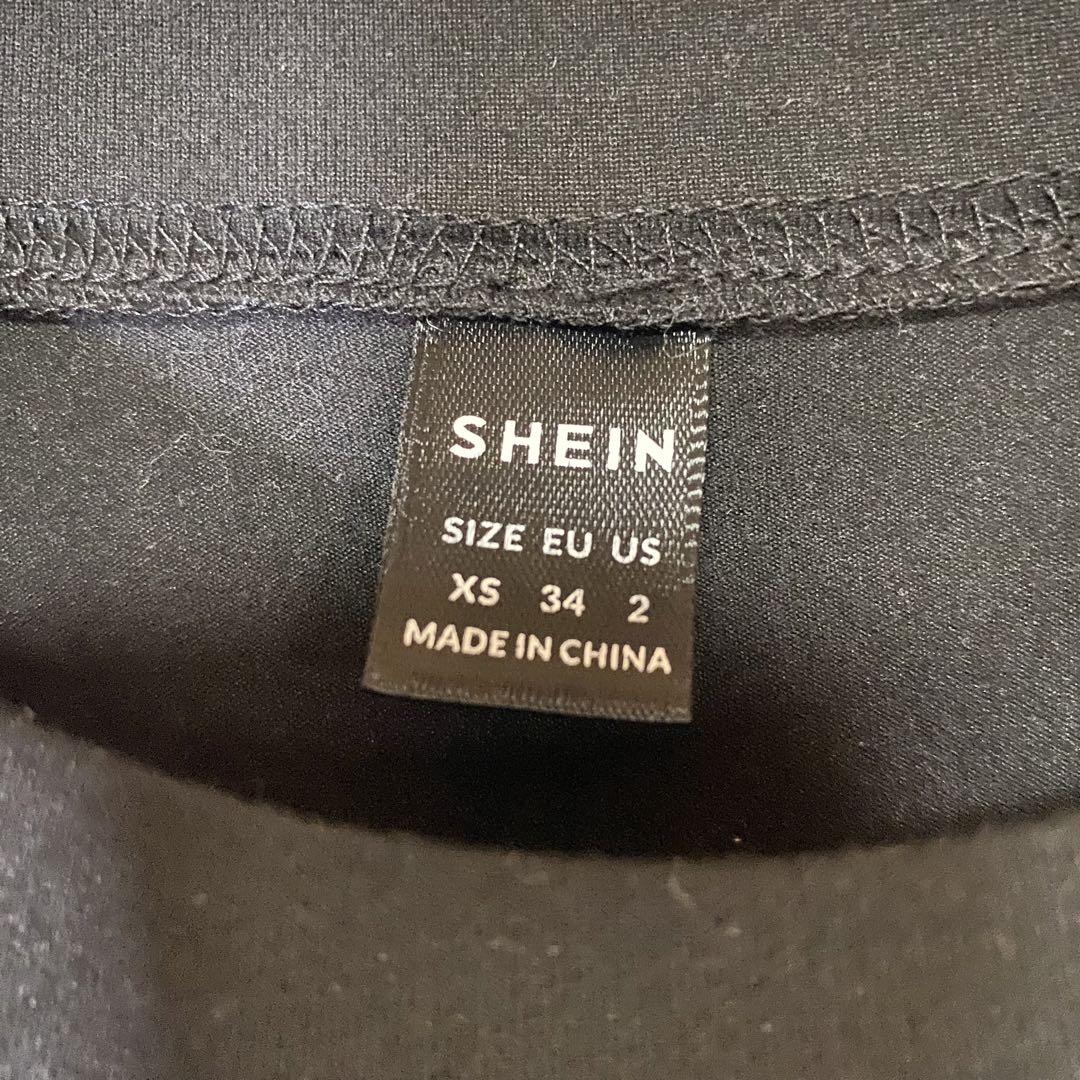 SHEIN
SIZE EU US
XS 34 2
MADE IN CHINA